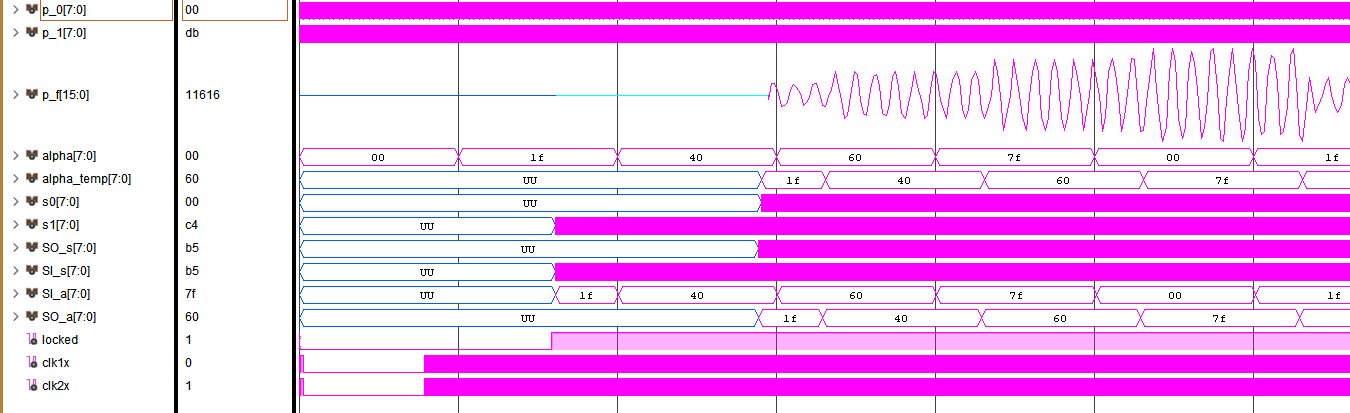 p_0[7:0] 00
p_1[7:0] db
p_f[15:0] 11616
alpha[7:0] 00 00 1f 40 60 7f 00 1f
alpha_temp[7:0] 60 UU 1f 40 60 7f
s0[7:0] 00 UU
s1[7:0] c4 UU
SO_s[7:0] b5 UU
SI_s[7:0] b5 UU
SI_a[7:0] 7f UU 1f 40 60 7f 00 1f
SO_a[7:0] 60 UU 1f 40 60 7f
locked 1
clk1x 0
clk2x 1